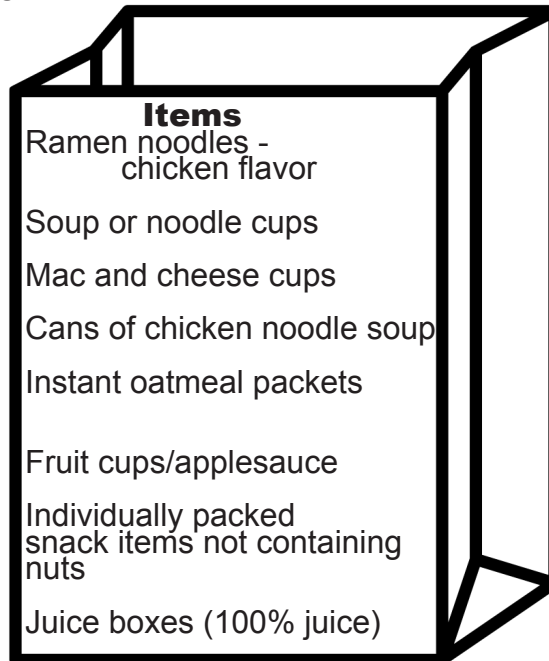 Items
Ramen noodles -
chicken flavor
Soup or noodle cups
Mac and cheese cups
Cans of chicken noodle soup
Instant oatmeal packets
Fruit cups/applesauce
Individually packed
snack items not containing
nuts
Juice boxes (100% juice)